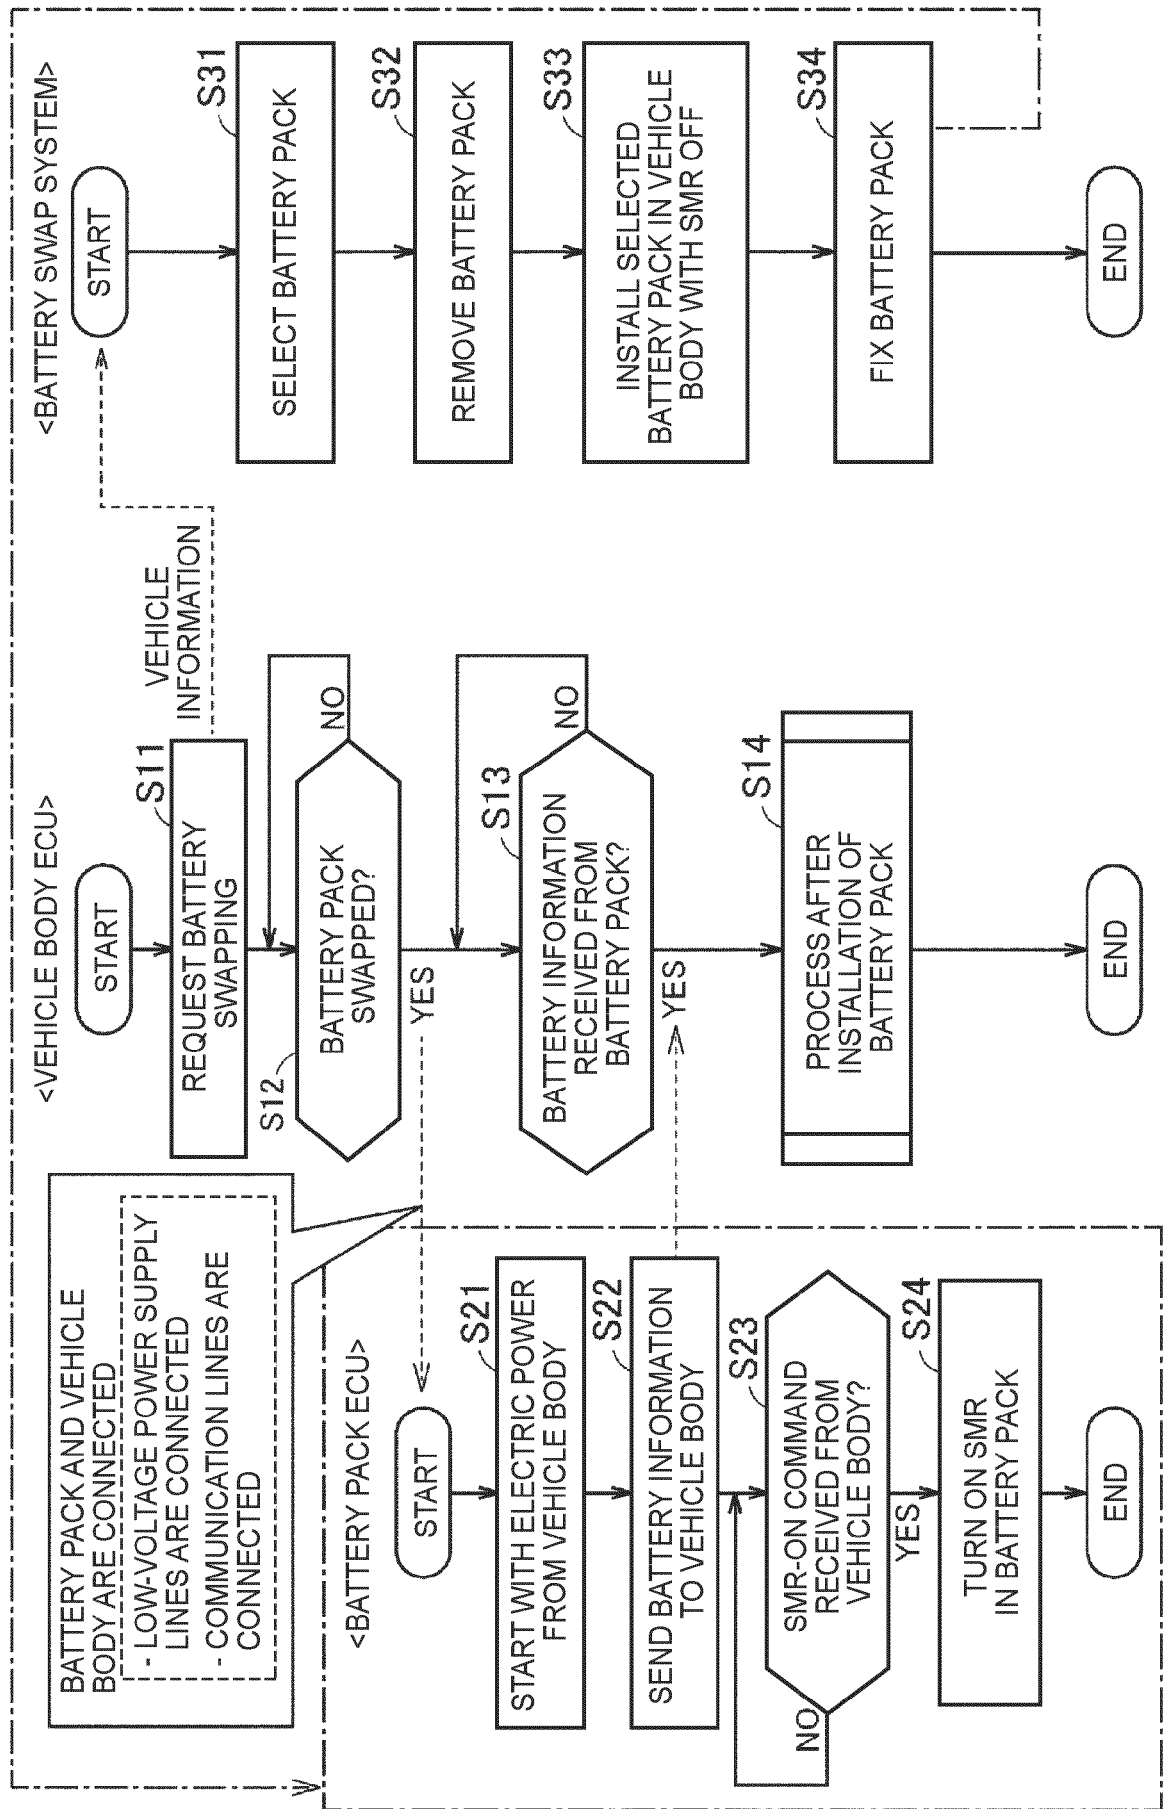 <BATTERY PACK ECU>
START
S21
START WITH ELECTRIC POWER
FROM VEHICLE BODY
S22
SEND BATTERY INFORMATION
TO VEHICLE BODY
S23
SMR-ON COMMAND
RECEIVED FROM
VEHICLE BODY?
NO
YES
S24
TURN ON SMR
IN BATTERY PACK
END
BATTERY PACK AND VEHICLE
BODY ARE CONNECTED
- LOW-VOLTAGE POWER SUPPLY
LINES ARE CONNECTED
- COMMUNICATION LINES ARE
CONNECTED
<VEHICLE BODY ECU>
START
S11
REQUEST BATTERY
SWAPPING
VEHICLE
INFORMATION
S12
BATTERY PACK
SWAPPED?
NO
YES
S13
BATTERY INFORMATION
RECEIVED FROM
BATTERY PACK?
NO
YES
S14
PROCESS AFTER
INSTALLATION OF
BATTERY PACK
END
<BATTERY SWAP SYSTEM>
START
S31
SELECT BATTERY PACK
S32
REMOVE BATTERY PACK
S33
INSTALL SELECTED
BATTERY PACK IN VEHICLE
BODY WITH SMR OFF
S34
FIX BATTERY PACK
END